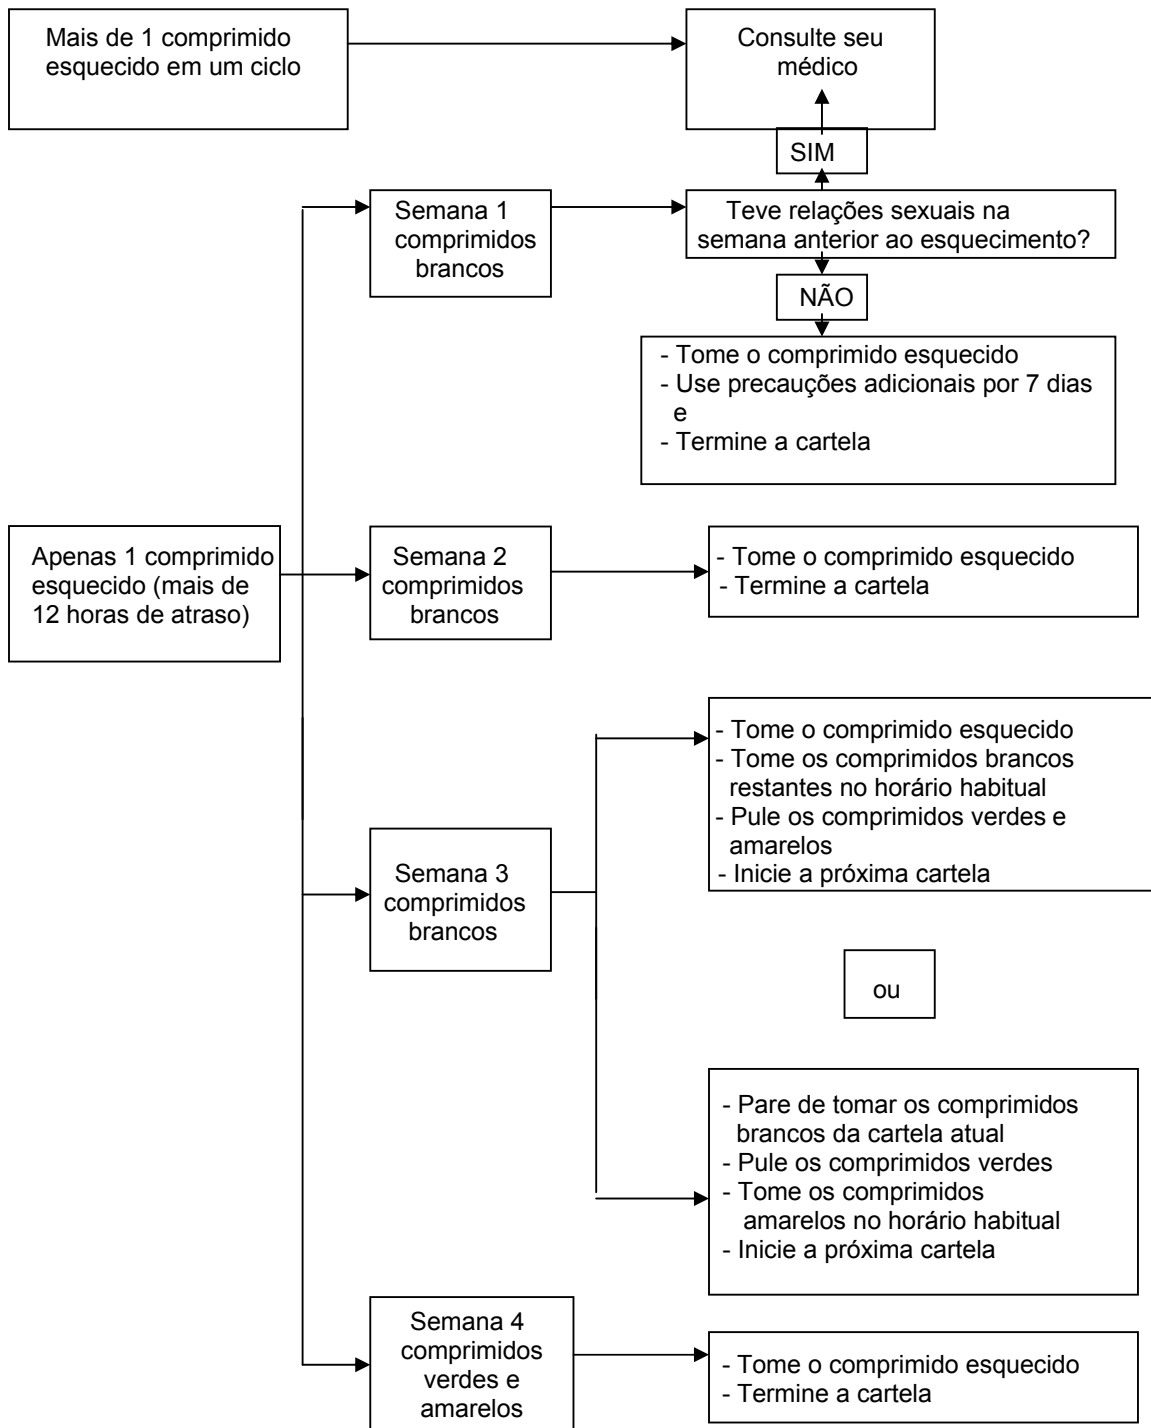 Mais de 1 comprimido
esquecido em um ciclo
Consulte seu
médico
SIM
Semana 1
comprimidos
brancos
Teve relações sexuais na
semana anterior ao esquecimento?
NÃO
- Tome o comprimido esquecido
- Use precauções adicionais por 7 dias
e
- Termine a cartela
Apenas 1 comprimido
esquecido (mais de
12 horas de atraso)
Semana 2
comprimidos
brancos
- Tome o comprimido esquecido
- Termine a cartela
Semana 3
comprimidos
brancos
- Tome o comprimido esquecido
- Tome os comprimidos brancos
restantes no horário habitual
- Pule os comprimidos verdes e
amarelos
- Inicie a próxima cartela
ou
- Pare de tomar os comprimidos
brancos da cartela atual
- Pule os comprimidos verdes
- Tome os comprimidos
amarelos no horário habitual
- Inicie a próxima cartela
Semana 4
comprimidos
verdes e
amarelos
- Tome o comprimido esquecido
- Termine a cartela